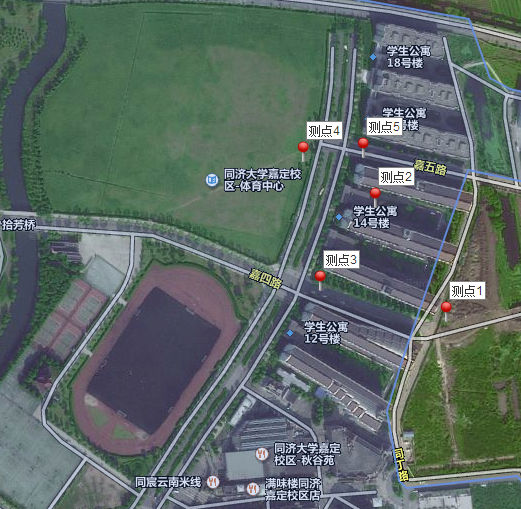 学生公寓
18号楼
学生公寓
号楼
测点4
测点5
嘉五路
同济大学嘉定校
区-体育中心
测点2
学生公寓
14号楼
拾芳桥
测点3
嘉四路
测点1
学生公寓
12号楼
同济大学嘉定
校区-秋谷苑
司丁路
同宸云南米线
满味楼同济
嘉定校区店